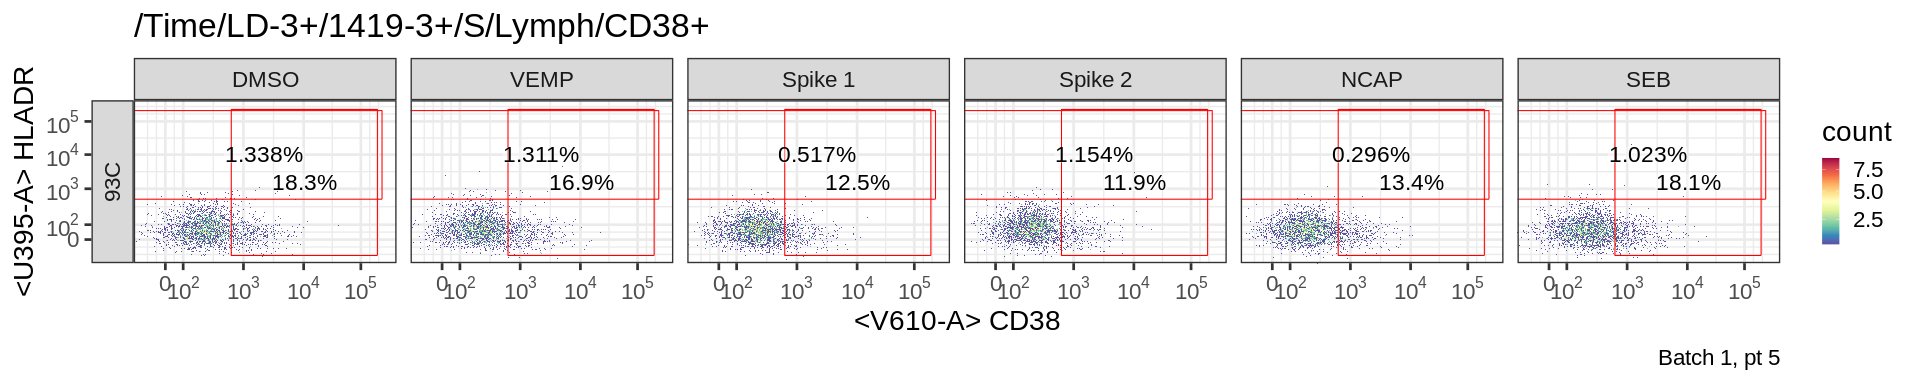 /Time/LD-3+/1419-3+/S/Lymph/CD38+
DMSO VEMP Spike 1 Spike 2 NCAP SEB
<U395-A> HLADR
93C
10⁵
10⁴
10³
10²
0
1.338% 1.311% 0.517% 1.154% 0.296% 1.023%
18.3% 16.9% 12.5% 11.9% 13.4% 18.1%
0 10² 10³ 10⁴ 10⁵ 0 10² 10³ 10⁴ 10⁵ 0 10² 10³ 10⁴ 10⁵ 0 10² 10³ 10⁴ 10⁵ 0 10² 10³ 10⁴ 10⁵ 0 10² 10³ 10⁴ 10⁵
<V610-A> CD38
count
7.5
5.0
2.5
Batch 1, pt 5